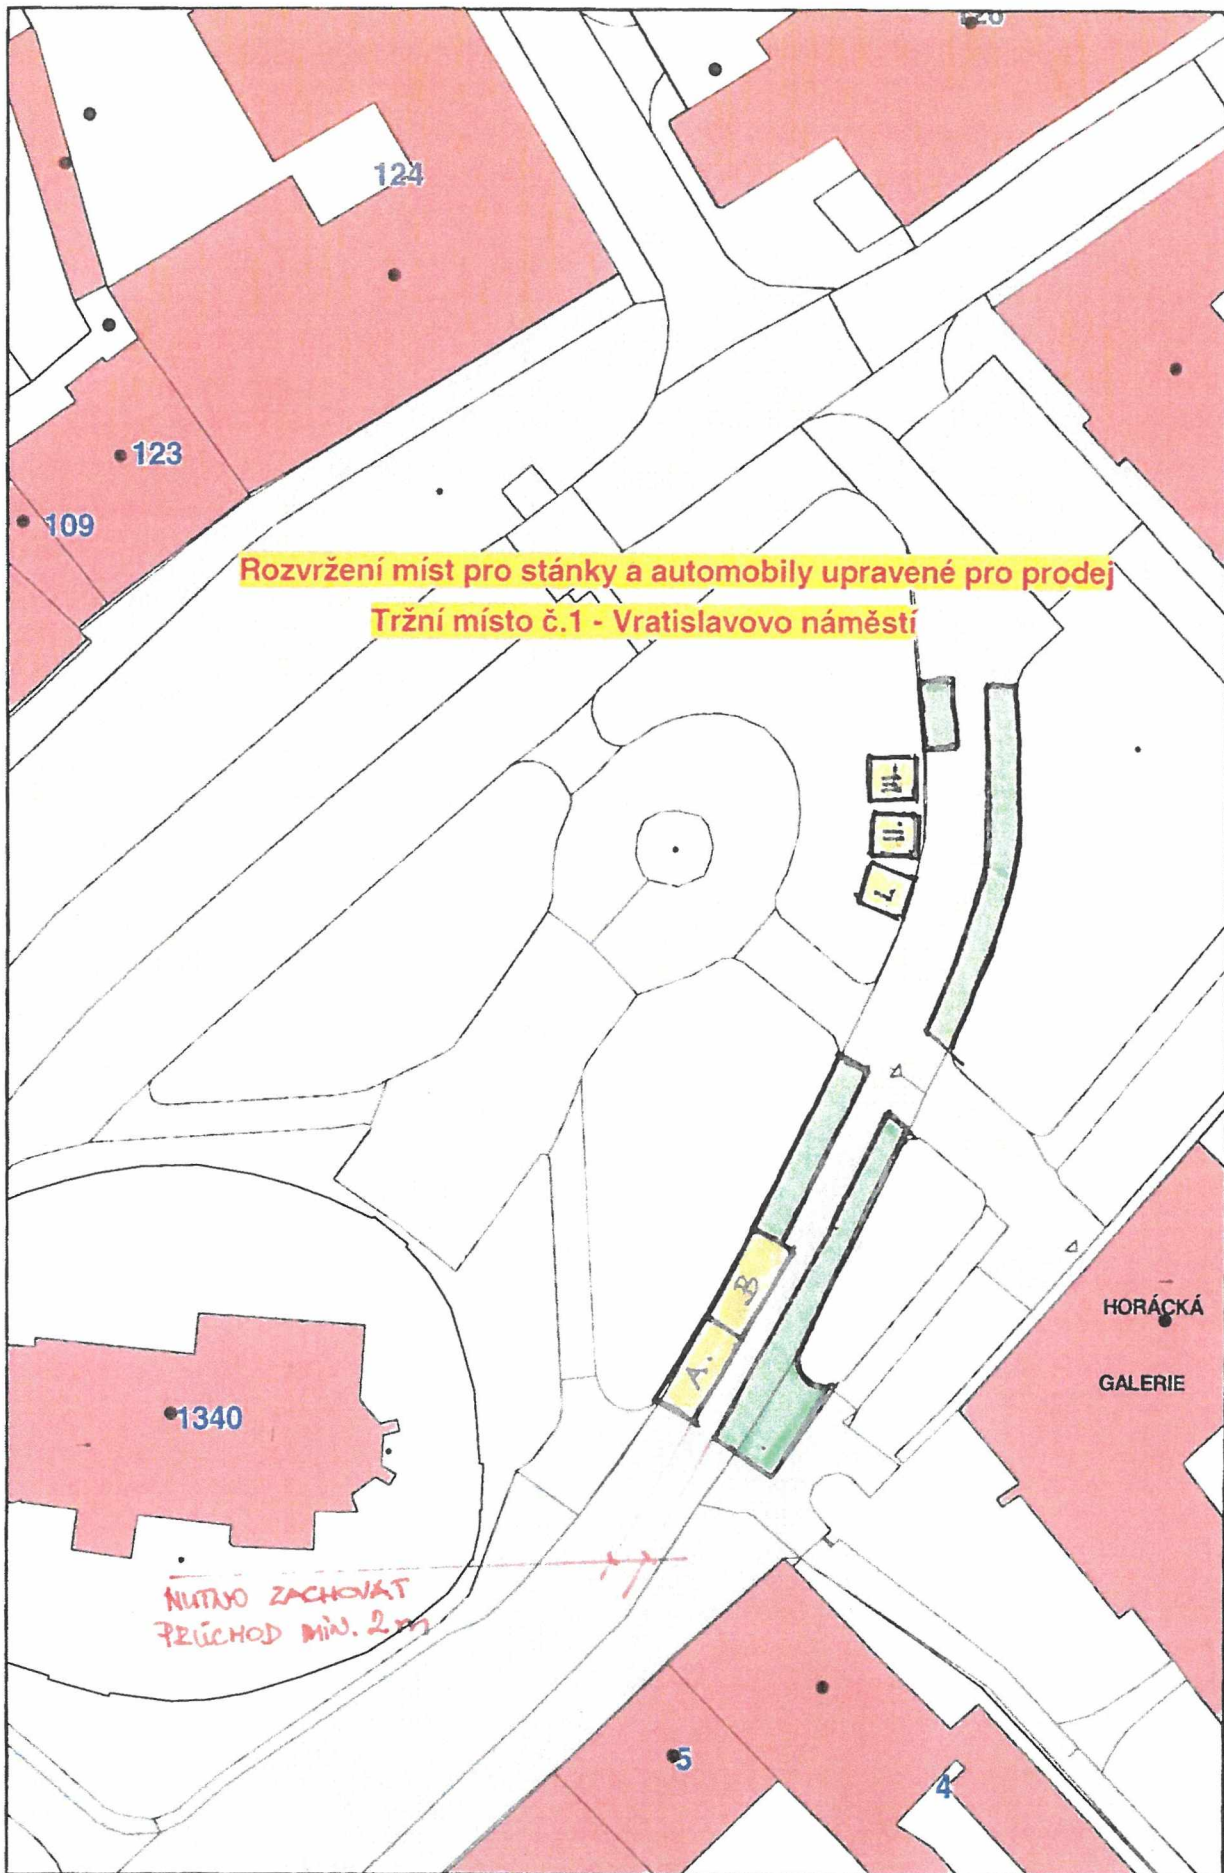 124
123
109
Rozvržení míst pro stánky a automobily upravené pro prodej
Tržní místo č.1 - Vratislavovo náměstí
III.
II.
I.
B
A.
HORÁCKÁ
GALERIE
1340
NUTNO ZACHOVAT
PRŮCHOD MIN. 2 m
5
4